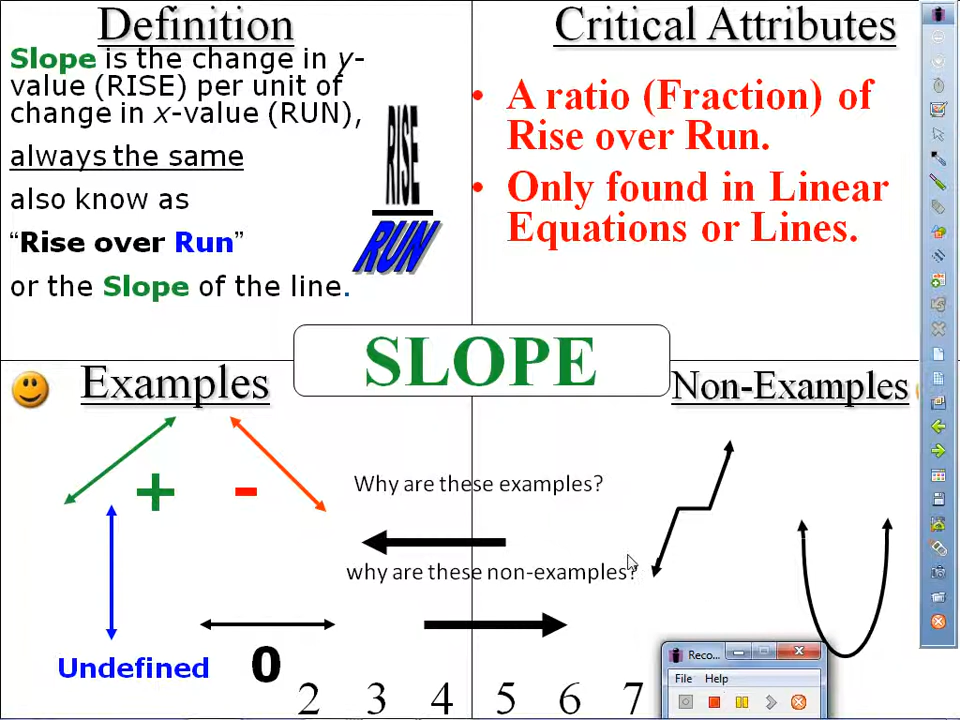 Definition
Slope is the change in y-
value (RISE) per unit of
change in x-value (RUN),
always the same
also know as
“Rise over Run”
or the Slope of the line.
RISE
RUN
Critical Attributes
• A ratio (Fraction) of
Rise over Run.
• Only found in Linear
Equations or Lines.
SLOPE
Examples
+
-
Undefined
0
Why are these examples?
why are these non-examples?
Non-Examples
2 3 4 5 6 7
Reco...
File Help